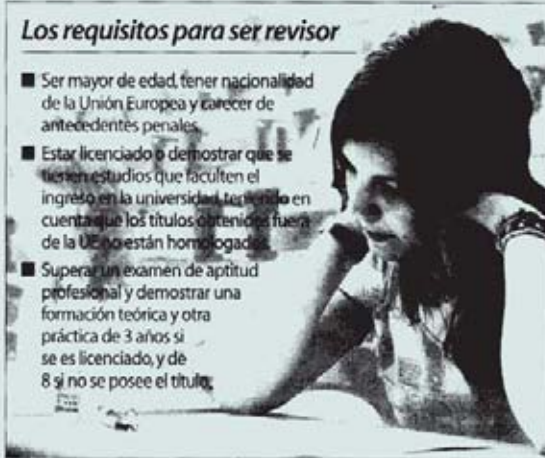 Los requisitos para ser revisor
■ Ser mayor de edad, tener nacionalidad
de la Unión Europea y carecer de
antecedentes penales.
■ Estar licenciado o demostrar que se
tienen estudios que faculten el
ingreso en la universidad, teniendo en
cuenta que los títulos obtenidos fuera
de la UE no están homologados.
■ Superar un examen de aptitud
profesional y demostrar una
formación teórica y otra
práctica de 3 años si
se es licenciado, y de
8 si no se posee el título.